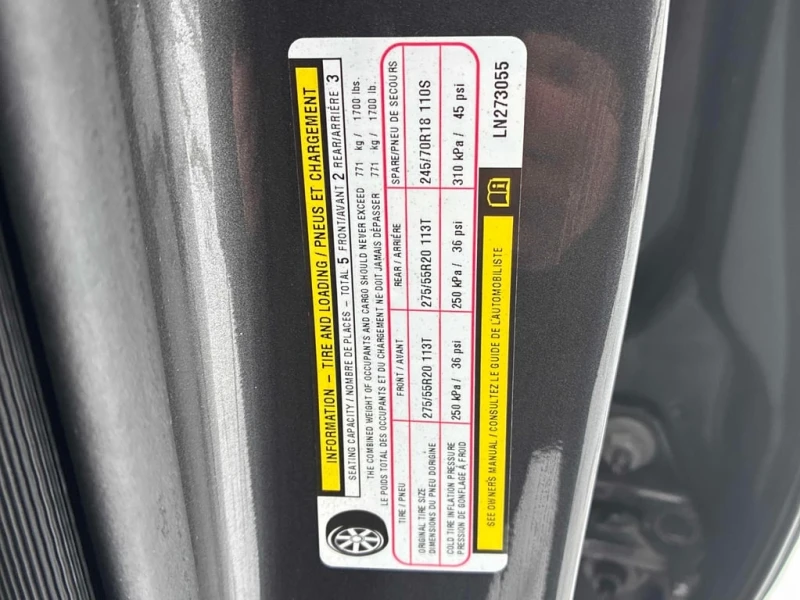 INFORMATION – TIRE AND LOADING / PNEUS ET CHARGEMENT
SEATING CAPACITY / NOMBRE DE PLACES – TOTAL 5 FRONT/AVANT 2 REAR/ARRIÈRE 3
THE COMBINED WEIGHT OF OCCUPANTS AND CARGO SHOULD NEVER EXCEED 771 kg / 1700 lbs.
LE POIDS TOTAL DES OCCUPANTS ET DU CHARGEMENT NE DOIT JAMAIS DÉPASSER 771 kg / 1700 lb.
TIRE / PNEU FRONT / AVANT REAR / ARRIÈRE SPARE/PNEU DE SECOURS
ORIGINAL TIRE SIZE
DIMENSIONS DU PNEU DORIGINE 275/55R20 113T 275/55R20 113T 245/70R18 110S
COLD TIRE INFLATION PRESSURE
PRESSION DE GONFLAGE À FROID 250 kPa / 36 psi 250 kPa / 36 psi 310 kPa / 45 psi
SEE OWNER'S MANUAL / CONSULTEZ LE GUIDE DE L'AUTOMOBILISTE
LN273055